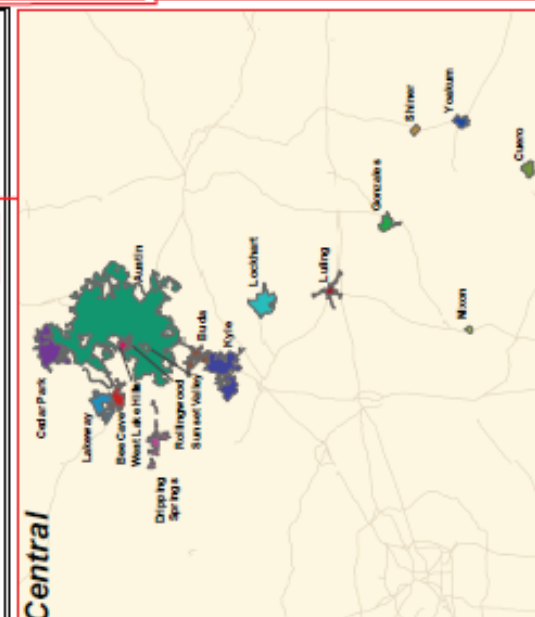 Central
Cedar Park
Lakeway
Bee Cave
West Lake Hills
Rollingwood
Sunset Valley
Dripping
Springs
Austin
Buda
Kyle
Lockhart
Luling
Gonzales
Shiner
Yoakum
Cuero
Nixon